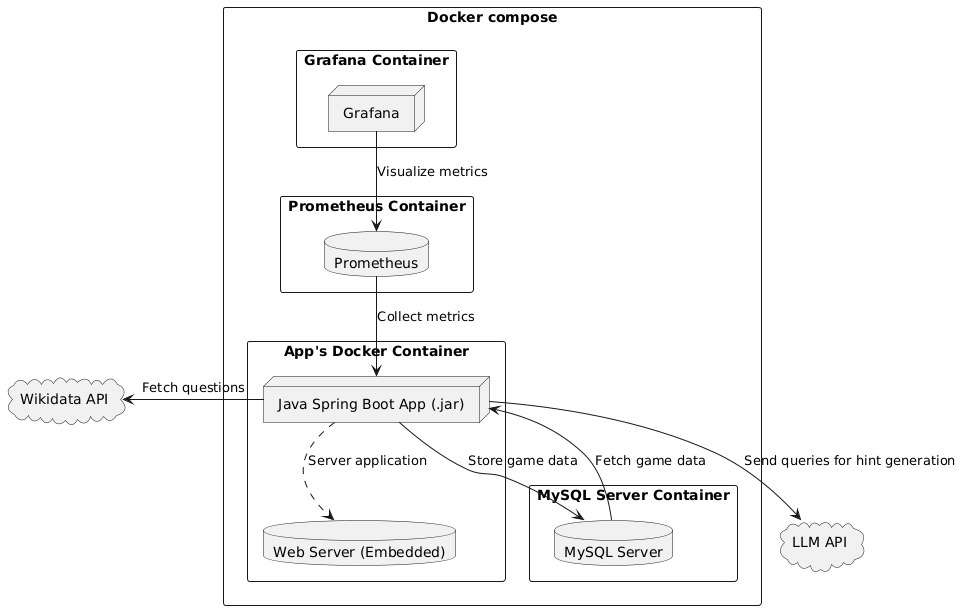 Docker compose
Grafana Container
Grafana
Visualize metrics
Prometheus Container
Prometheus
Collect metrics
App's Docker Container
Java Spring Boot App (.jar)
Wikidata API
Fetch questions
Server application
Store game data
Fetch game data
Send queries for hint generation
MySQL Server Container
Web Server (Embedded)
MySQL Server
LLM API